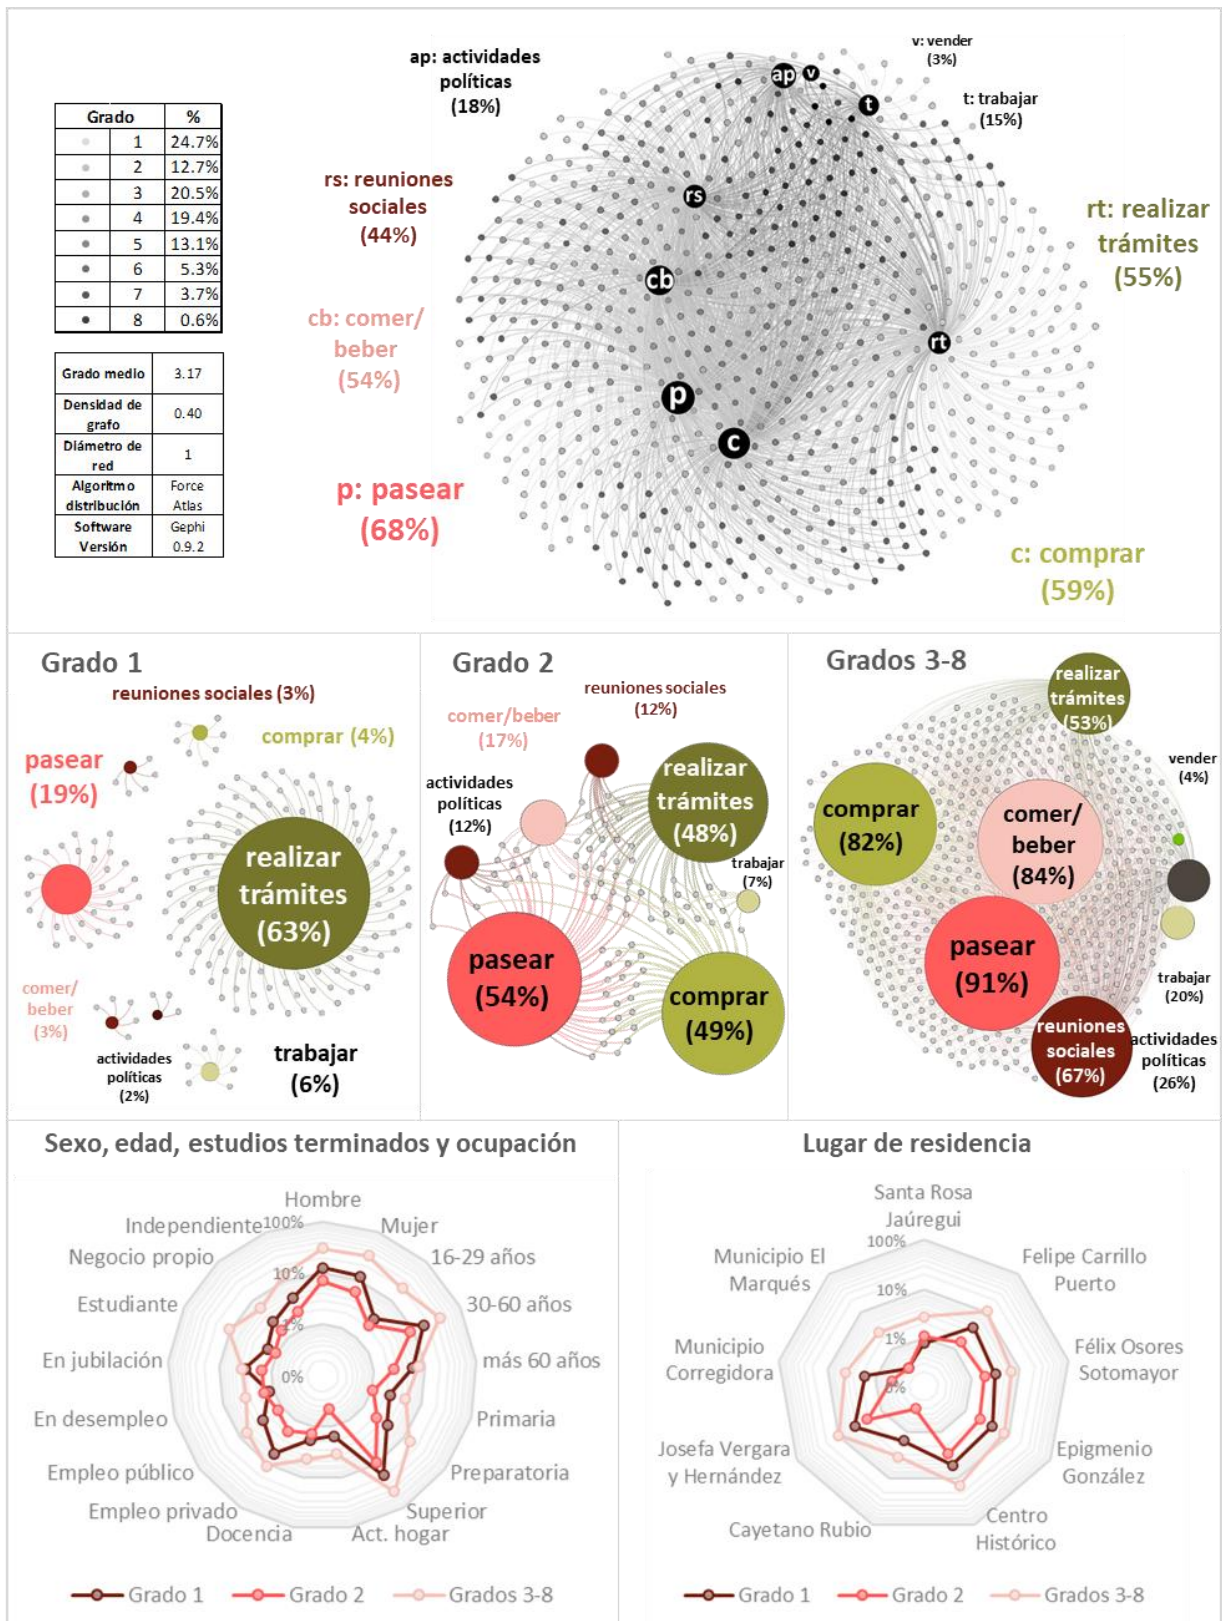 ap: actividades
políticas
(18%)
v: vender
(3%)
t: trabajar
(15%)
rs: reuniones
sociales
(44%)
cb: comer/
beber
(54%)
p: pasear
(68%)
rt: realizar
trámites
(55%)
c: comprar
(59%)
ap
v
t
rs
cb
rt
p
c
Grado %
1 24.7%
2 12.7%
3 20.5%
4 19.4%
5 13.1%
6 5.3%
7 3.7%
8 0.6%
Grado medio 3.17
Densidad de
grafo 0.40
Diámetro de
red 1
Algoritmo
distribución
Force
Atlas
Software
Versión
Gephi
0.9.2
Grado 1
reuniones sociales (3%)
comprar (4%)
pasear
(19%)
realizar
trámites
(63%)
comer/
beber
(3%)
actividades
políticas
(2%)
trabajar
(6%)
Grado 2
reuniones sociales
(12%)
comer/beber
(17%)
actividades
políticas
(12%)
realizar
trámites
(48%)
trabajar
(7%)
pasear
(54%)
comprar
(49%)
Grados 3-8
realizar
trámites
(53%)
vender
(4%)
comprar
(82%)
comer/
beber
(84%)
pasear
(91%)
trabajar
(20%)
reuniones
sociales
(67%)
actividades
políticas
(26%)
Sexo, edad, estudios terminados y ocupación
Hombre
Mujer
16-29 años
30-60 años
más 60 años
Primaria
Preparatoria
Superior
Act. hogar
Docencia
Empleo privado
Empleo público
En desempleo
En jubilación
Estudiante
Negocio propio
Independiente
100%
10%
1%
0%
Grado 1
Grado 2
Grados 3-8
Lugar de residencia
Santa Rosa
Jaúregui
Felipe Carrillo
Puerto
Félix Osores
Sotomayor
Epigmenio
González
Centro
Histórico
Cayetano Rubio
Josefa Vergara
y Hernández
Municipio
Corregidora
Municipio El
Marqués
100%
10%
1%
0%
Grado 1
Grado 2
Grados 3-8